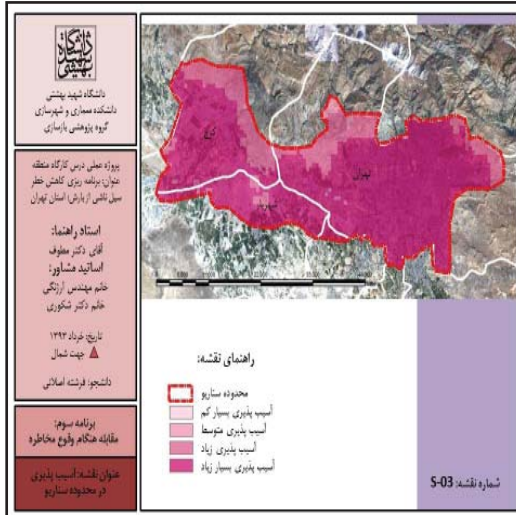 دانشگاه شهید بهشتی
دانشکده معماری و شهرسازی
گروه پژوهشی بازسازی
پروژه عملی درس کارگاه منطقه
عنوان: برنامه ریزی کاهش خطر
سیل ناشی از بارش: استان تهران
استاد راهنما:
آقای دکتر مطوف
اساتید مشاور:
خانم مهندس ارژنگی
خانم دکتر شکوری
تاریخ: خرداد ۱۳۹۳
جهت شمال
دانشجو: فرشته اصلانی
برنامه سوم:
مقابله هنگام وقوع مخاطره
عنوان نقشه: آسیب پذیری
در محدوده سناریو
کرج
تهران
شهریار
راهنمای نقشه:
محدوده سناریو
آسیب پذیری بسیار کم
آسیب پذیری متوسط
آسیب پذیری زیاد
آسیب پذیری بسیار زیاد
شماره نقشه: S-03